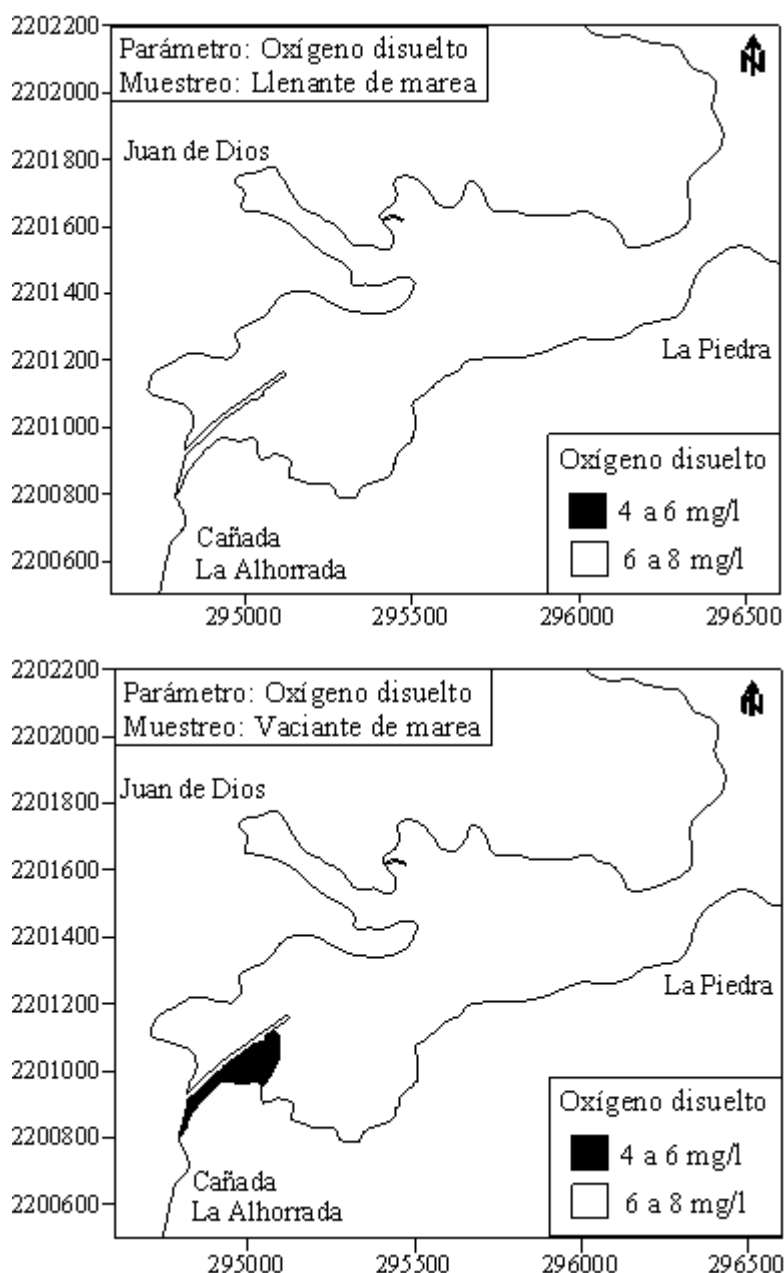 2202200
2202000
2201800
2201600
2201400
2201200
2201000
2200800
2200600
Parámetro: Oxígeno disuelto
Muestreo: Llenante de marea
N
Juan de Dios
La Piedra
Cañada
La Alhorrada
Oxígeno disuelto
4 a 6 mg/l
6 a 8 mg/l
295000
295500
296000
296500
2202200
2202000
2201800
2201600
2201400
2201200
2201000
2200800
2200600
Parámetro: Oxígeno disuelto
Muestreo: Vaciante de marea
N
Juan de Dios
La Piedra
Cañada
La Alhorrada
Oxígeno disuelto
4 a 6 mg/l
6 a 8 mg/l
295000
295500
296000
296500